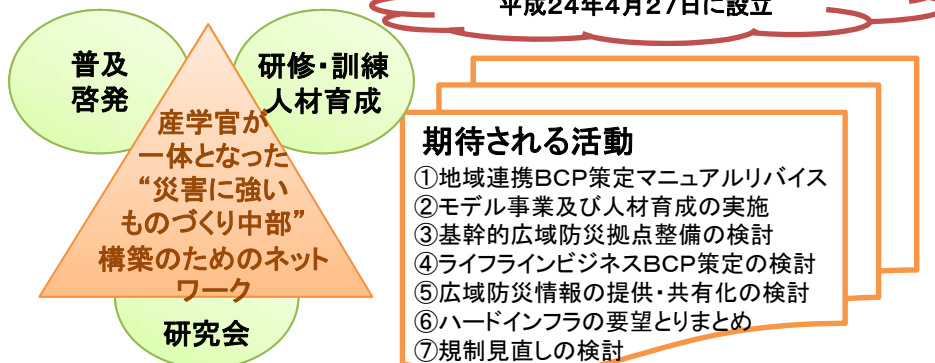 平成24年4月27日に設立
普及
啓発
研修・訓練
人材育成
産学官が
一体となった
“災害に強い
ものづくり中部”
構築のためのネット
ワーク
研究会
期待される活動
①地域連携BCP策定マニュアルリバイス
②モデル事業及び人材育成の実施
③基幹的広域防災拠点整備の検討
④ライフラインビジネスBCP策定の検討
⑤広域防災情報の提供・共有化の検討
⑥ハードインフラの要望とりまとめ
⑦規制見直しの検討